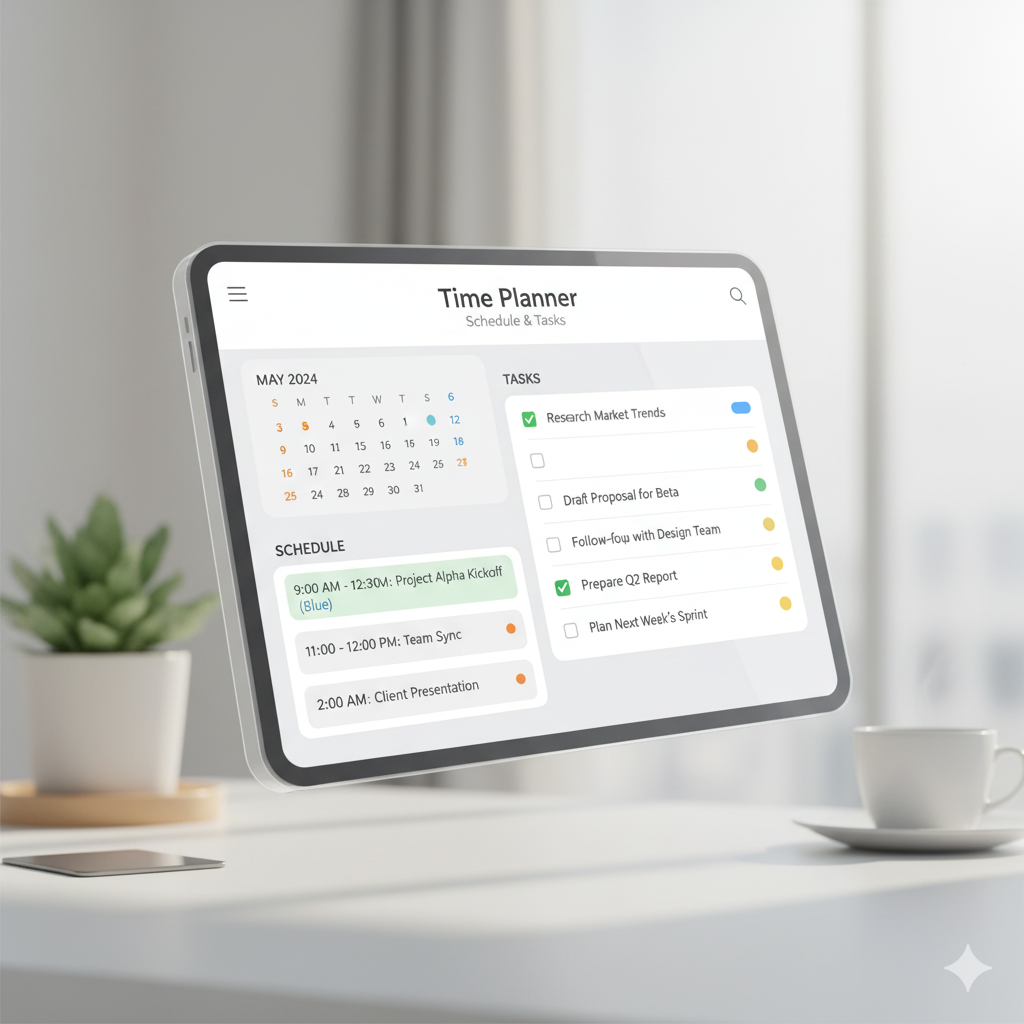 Time Planner
Schedule & Tasks
MAY 2024
S M T T W T S 6
3 5 4 5 6 1 12
9 10 11 15 16 15 19 18
16 17 21 22 23 24 25
25 24 28 29 30 31
SCHEDULE
9:00 AM - 12:30M: Project Alpha Kickoff
(Blue)
11:00 - 12:00 PM: Team Sync
2:00 AM: Client Presentation
TASKS
Research Market Trends
Draft Proposal for Beta
with Design Team
Prepare Q2 Report
Plan Next Week's Sprint